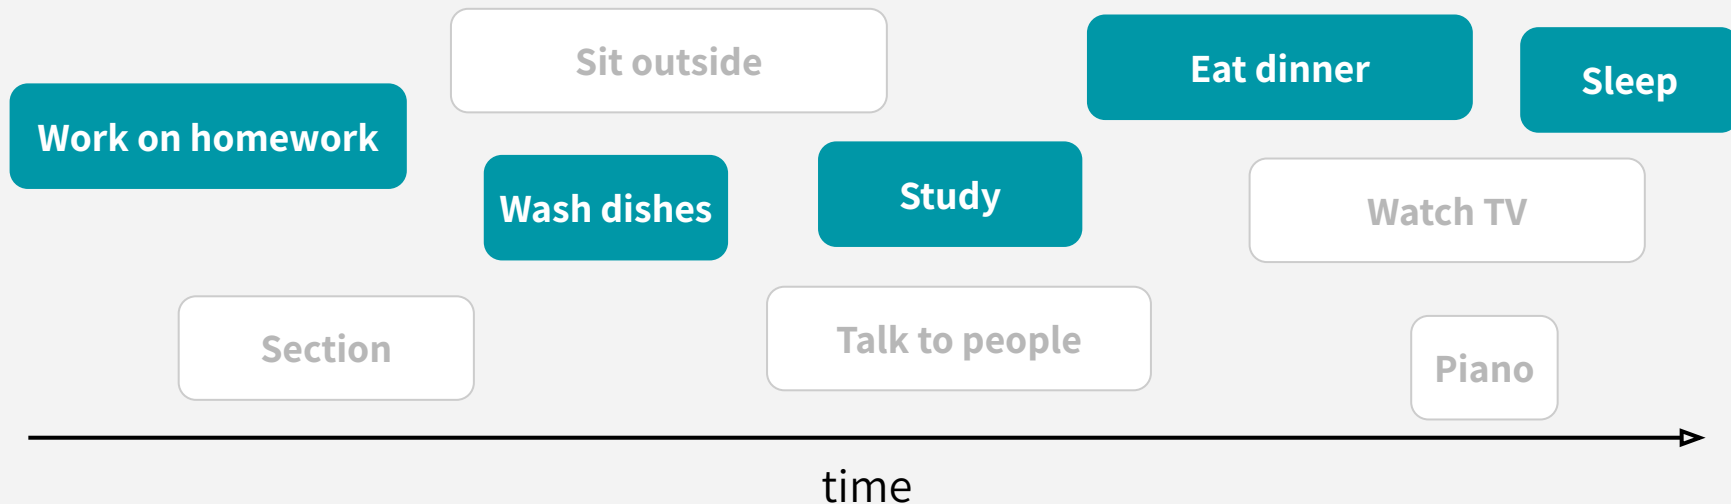 Sit outside
Eat dinner
Sleep
Work on homework
Wash dishes
Study
Watch TV
Section
Talk to people
Piano
time